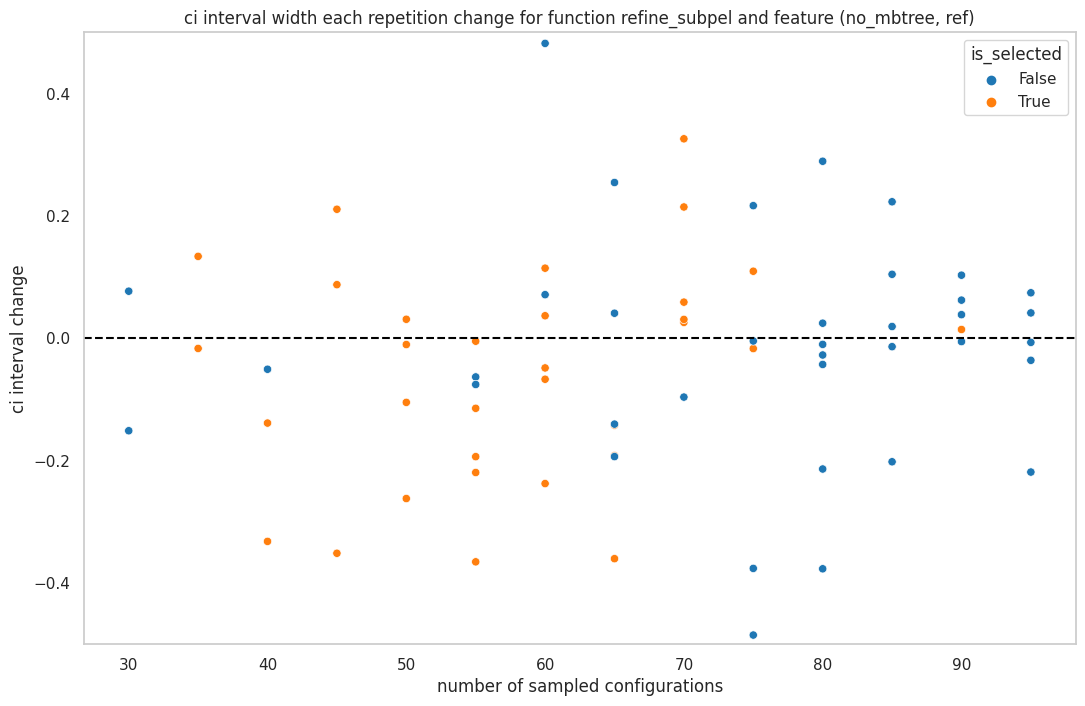 ci interval width each repetition change for function refine_subpel and feature (no_mbtree, ref)
is_selected
False
True
ci interval change
0.4
0.2
0.0
−0.2
−0.4
30 40 50 60 70 80 90
number of sampled configurations